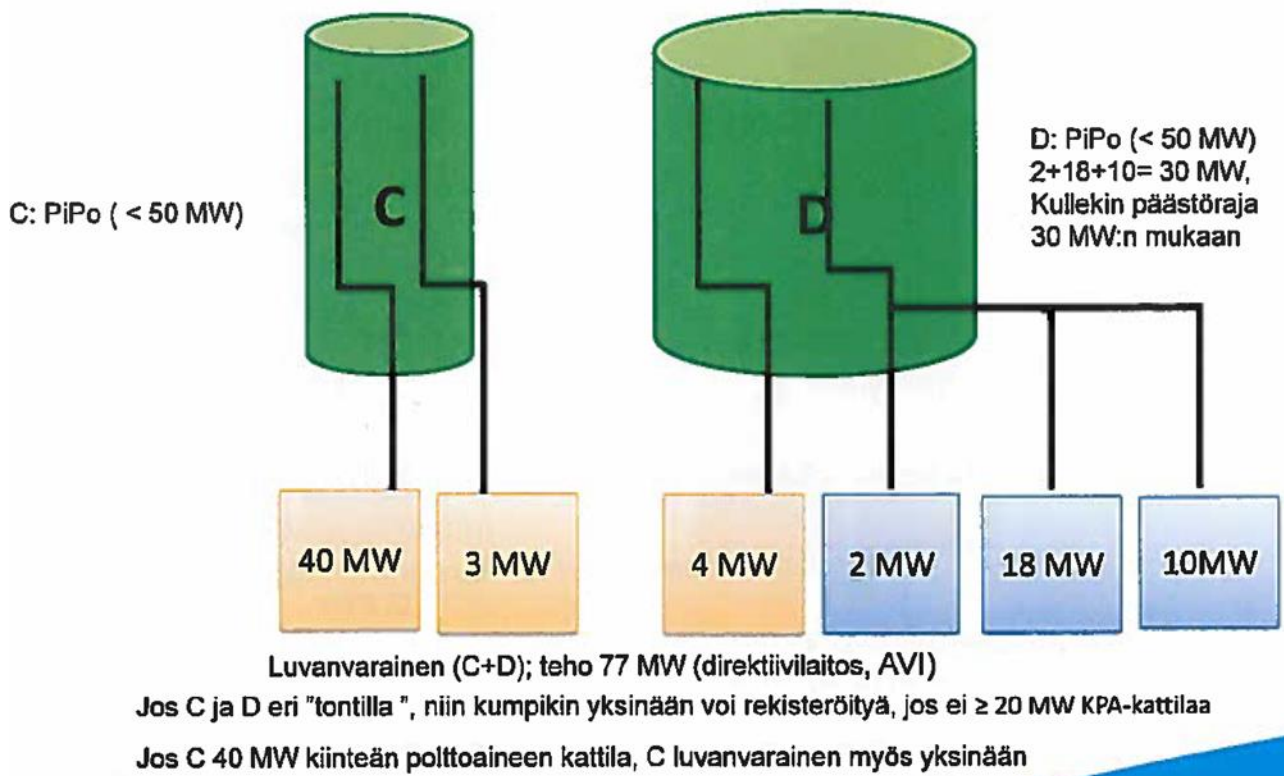 C: PiPo ( < 50 MW)
C
D
D: PiPo (< 50 MW)
2+18+10= 30 MW,
Kullekin päästöraja
30 MW:n mukaan
40 MW
3 MW
4 MW
2 MW
18 MW
10MW
Luvanvarainen (C+D); teho 77 MW (direktiivilaitos, AVI)
Jos C ja D eri "tontilla ", niin kumpikin yksinään voi rekisteröityä, jos ei ≥ 20 MW KPA-kattilaa
Jos C 40 MW kiinteän polttoaineen kattila, C luvanvarainen myös yksinään